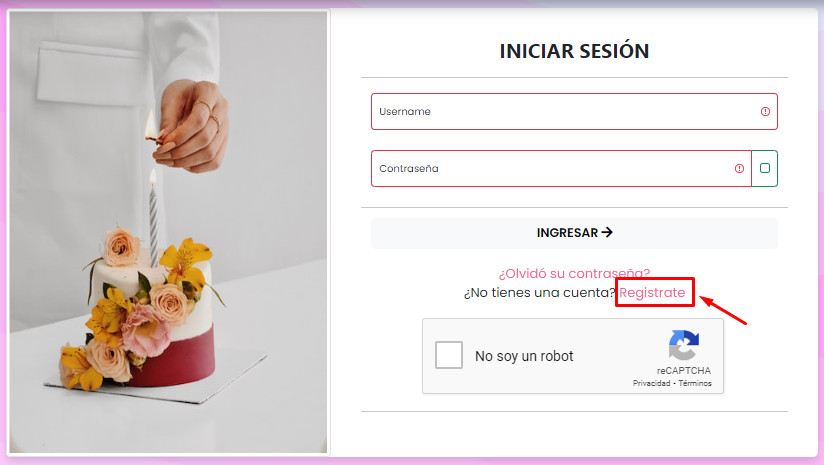 INICIAR SESIÓN
Username
Contraseña
INGRESAR →
¿Olvidó su contraseña?
¿No tienes una cuenta? Registrate
No soy un robot
reCAPTCHA
Privacidad - Términos